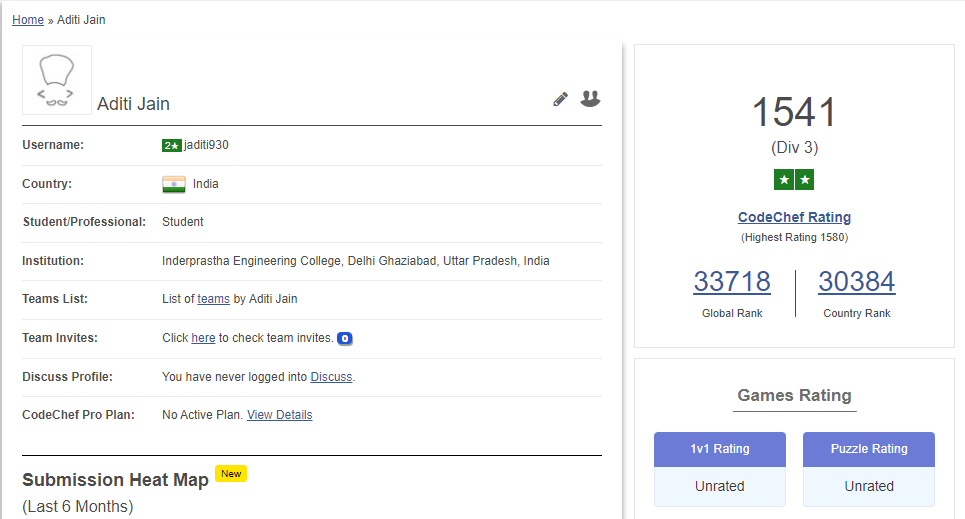 Home » Aditi Jain
Aditi Jain
Username: 2★ jaditi930
Country: India
Student/Professional: Student
Institution: Inderprastha Engineering College, Delhi Ghaziabad, Uttar Pradesh, India
Teams List: List of teams by Aditi Jain
Team Invites: Click here to check team invites. 0
Discuss Profile: You have never logged into Discuss.
CodeChef Pro Plan: No Active Plan. View Details
Submission Heat Map New
(Last 6 Months)
1541
(Div 3)
★★
CodeChef Rating
(Highest Rating 1580)
33718 30384
Global Rank Country Rank
Games Rating
1v1 Rating Puzzle Rating
Unrated Unrated